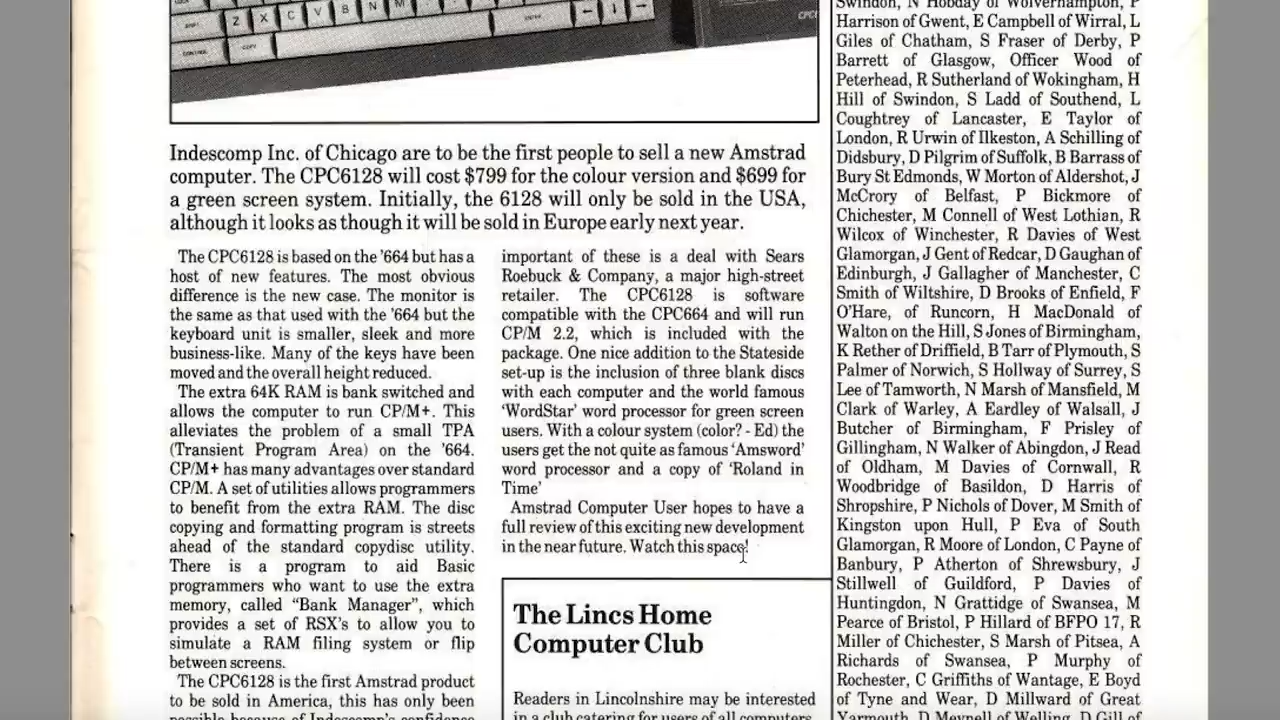 Z X C V B N M
COPY
ENTER
CONTROL
Indescomp Inc. of Chicago are to be the first people to sell a new Amstrad
computer. The CPC6128 will cost $799 for the colour version and $699 for
a green screen system. Initially, the 6128 will only be sold in the USA,
although it looks as though it will be sold in Europe early next year.
The CPC6128 is based on the '664 but has a
host of new features. The most obvious
difference is the new case. The monitor is
the same as that used with the '664 but the
keyboard unit is smaller, sleek and more
business-like. Many of the keys have been
moved and the overall height reduced.
The extra 64K RAM is bank switched and
allows the computer to run CP/M+. This
alleviates the problem of a small TPA
(Transient Program Area) on the '664.
CP/M+ has many advantages over standard
CP/M. A set of utilities allows programmers
to benefit from the extra RAM. The disc
copying and formatting program is streets
ahead of the standard copydisc utility.
There is a program to aid Basic
programmers who want to use the extra
memory, called “Bank Manager”, which
provides a set of RSX's to allow you to
simulate a RAM filing system or flip
between screens.
The CPC6128 is the first Amstrad product
to be sold in America, this has only been
possible because of Indescomp's confidence
important of these is a deal with Sears
Roebuck & Company, a major high-street
retailer. The CPC6128 is software
compatible with the CPC664 and will run
CP/M 2.2, which is included with the
package. One nice addition to the Stateside
set-up is the inclusion of three blank discs
with each computer and the world famous
'WordStar' word processor for green screen
users. With a colour system (color? - Ed) the
users get the not quite as famous 'Amsword'
word processor and a copy of 'Roland in
Time'
Amstrad Computer User hopes to have a
full review of this exciting new development
in the near future. Watch this space!
The Lincs Home
Computer Club
Readers in Lincolnshire may be interested
in a club catering for users of all computers
Swindon, N Hobday of Wolverhampton, P
Harrison of Gwent, E Campbell of Wirral, L
Giles of Chatham, S Fraser of Derby, P
Barrett of Glasgow, Officer Wood of
Peterhead, R Sutherland of Wokingham, H
Hill of Swindon, S Ladd of Southend, L
Coughtrey of Lancaster, E Taylor of
London, R Urwin of Ilkeston, A Schilling of
Didsbury, D Pilgrim of Suffolk, B Barrass of
Bury St Edmonds, W Morton of Aldershot, J
McCrory of Belfast, P Bickmore of
Chichester, M Connell of West Lothian, R
Wilcox of Winchester, R Davies of West
Glamorgan, J Gent of Redcar, D Gaughan of
Edinburgh, J Gallagher of Manchester, C
Smith of Wiltshire, D Brooks of Enfield, F
O'Hare, of Runcorn, H MacDonald of
Walton on the Hill, S Jones of Birmingham,
K Rether of Driffield, B Tarr of Plymouth, S
Palmer of Norwich, S Hollway of Surrey, S
Lee of Tamworth, N Marsh of Mansfield, M
Clark of Warley, A Eardley of Walsall, J
Butcher of Birmingham, F Prisley of
Gillingham, N Walker of Abingdon, J Read
of Oldham, M Davies of Cornwall, R
Woodbridge of Basildon, D Harris of
Shropshire, P Nichols of Dover, M Smith of
Kingston upon Hull, P Eva of South
Glamorgan, R Moore of London, C Payne of
Banbury, P Atherton of Shrewsbury, J
Stillwell of Guildford, P Davies of
Huntingdon, N Grattidge of Swansea, M
Pearce of Bristol, P Hillard of BFPO 17, R
Miller of Chichester, S Marsh of Pitsea, A
Richards of Swansea, P Murphy of
Rochester, C Griffiths of Wantage, E Boyd
of Tyne and Wear, D Millward of Great
Yarmouth, D Meynell of Welling, D Gill of